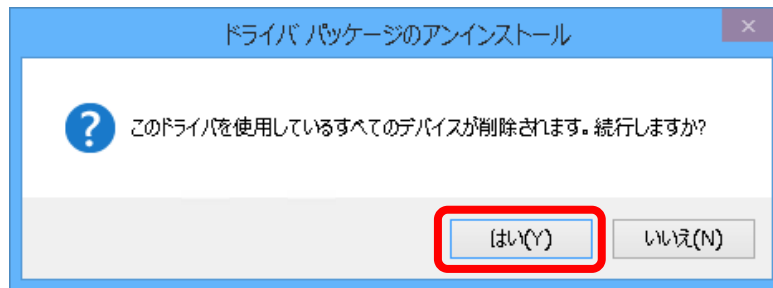 ドライバ パッケージのアンインストール
このドライバを使用しているすべてのデバイスが削除されます。続行しますか?
はい(Y)
いいえ(N)